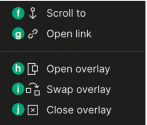 f Scroll to
g Open link
h Open overlay
i Swap overlay
j Close overlay